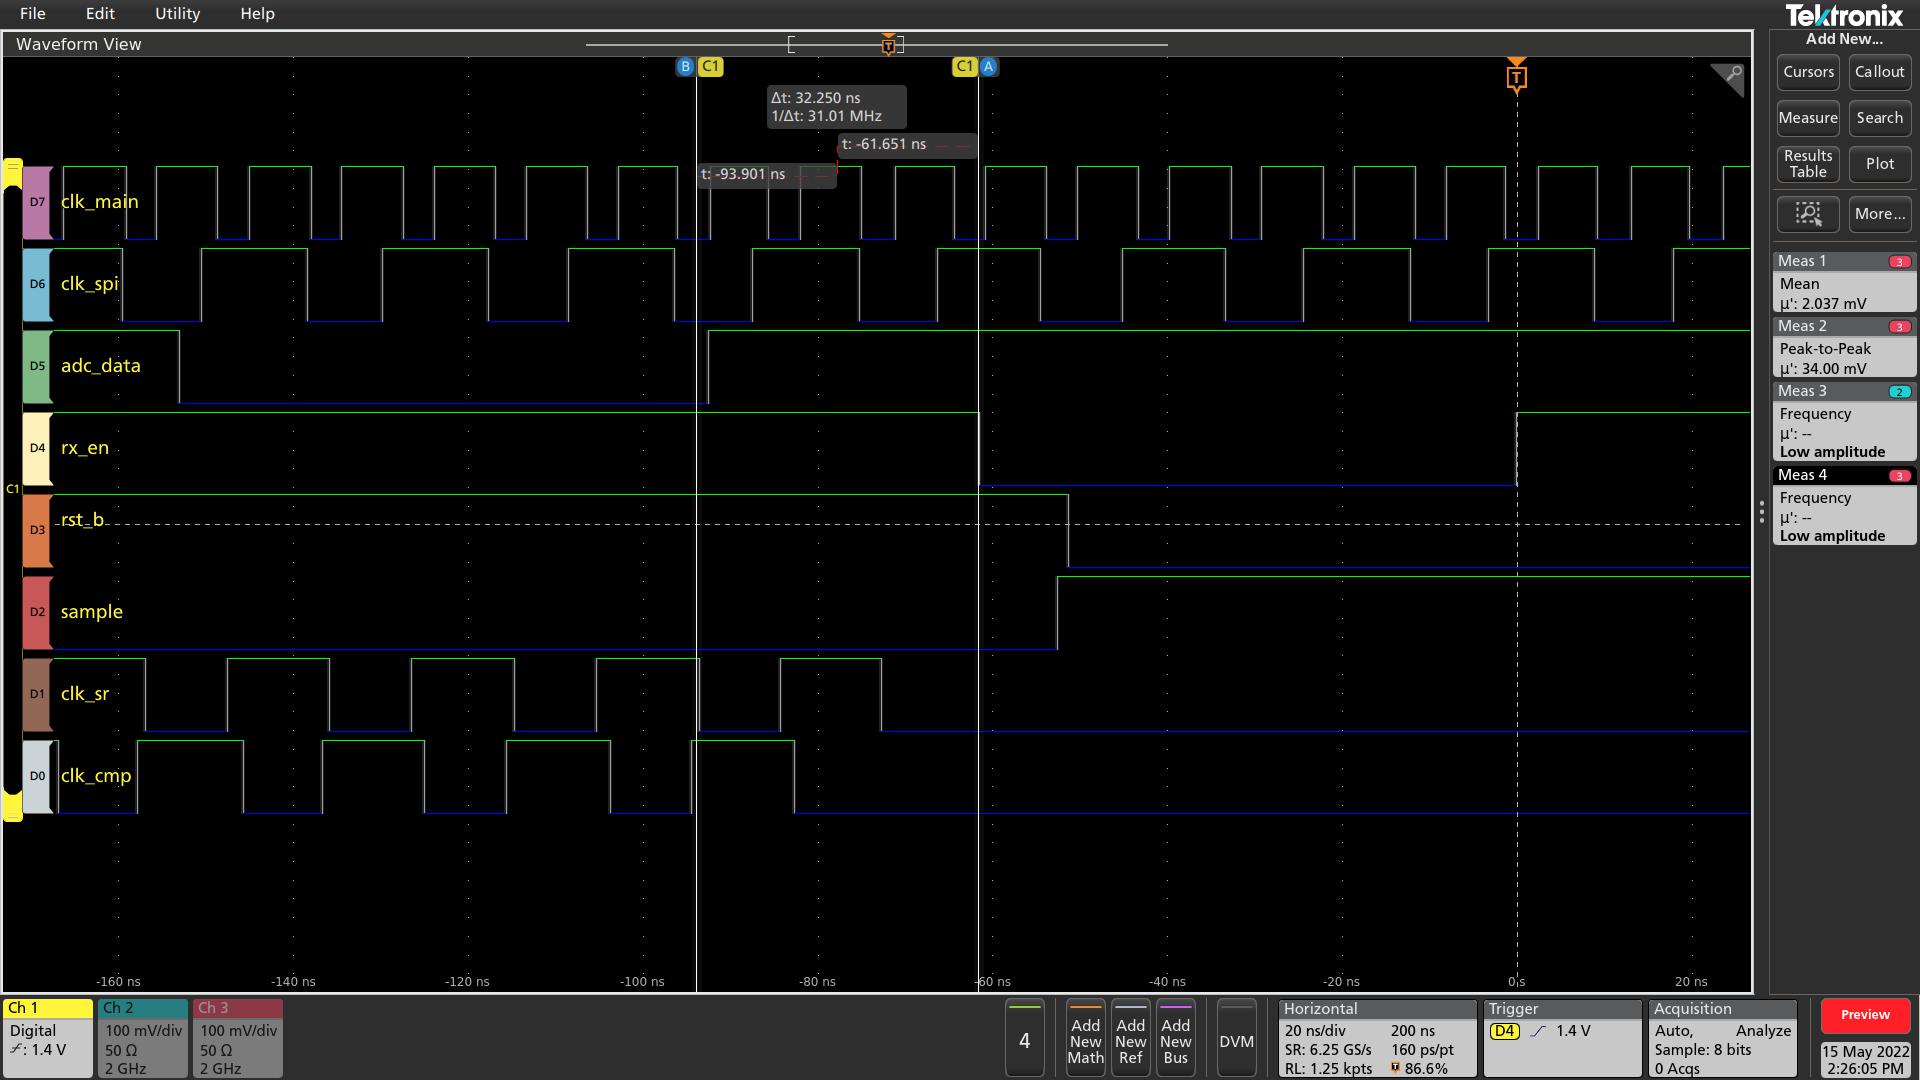 File Edit Utility Help
Tektronix
Waveform View
Add New...
Cursors Callout
Measure Search
Results Table Plot
More...
B C1 C1 A T
Δt: 32.250 ns
1/Δt: 31.01 MHz
t: -61.651 ns
t: -93.901 ns
D7 clk_main
D6 clk_spi
D5 adc_data
D4 rx_en
C1
D3 rst_b
D2 sample
D1 clk_sr
D0 clk_cmp
-160 ns -140 ns -120 ns -100 ns -80 ns -60 ns -40 ns -20 ns 0s 20 ns
Meas 1 3
Mean
µ': 2.037 mV
Meas 2 3
Peak-to-Peak
µ': 34.00 mV
Meas 3 2
Frequency
µ': --
Low amplitude
Meas 4 3
Frequency
µ': --
Low amplitude
Ch 1
Digital
: 1.4 V
Ch 2
100 mV/div
50 Ω
2 GHz
Ch 3
100 mV/div
50 Ω
2 GHz
4
Add New Math
Add New Ref
Add New Bus
DVM
Horizontal
20 ns/div 200 ns
SR: 6.25 GS/s 160 ps/pt
RL: 1.25 kpts 86.6%
Trigger
D4 1.4 V
Acquisition
Auto, Analyze
Sample: 8 bits
0 Acqs
Preview
15 May 2022
2:26:05 PM